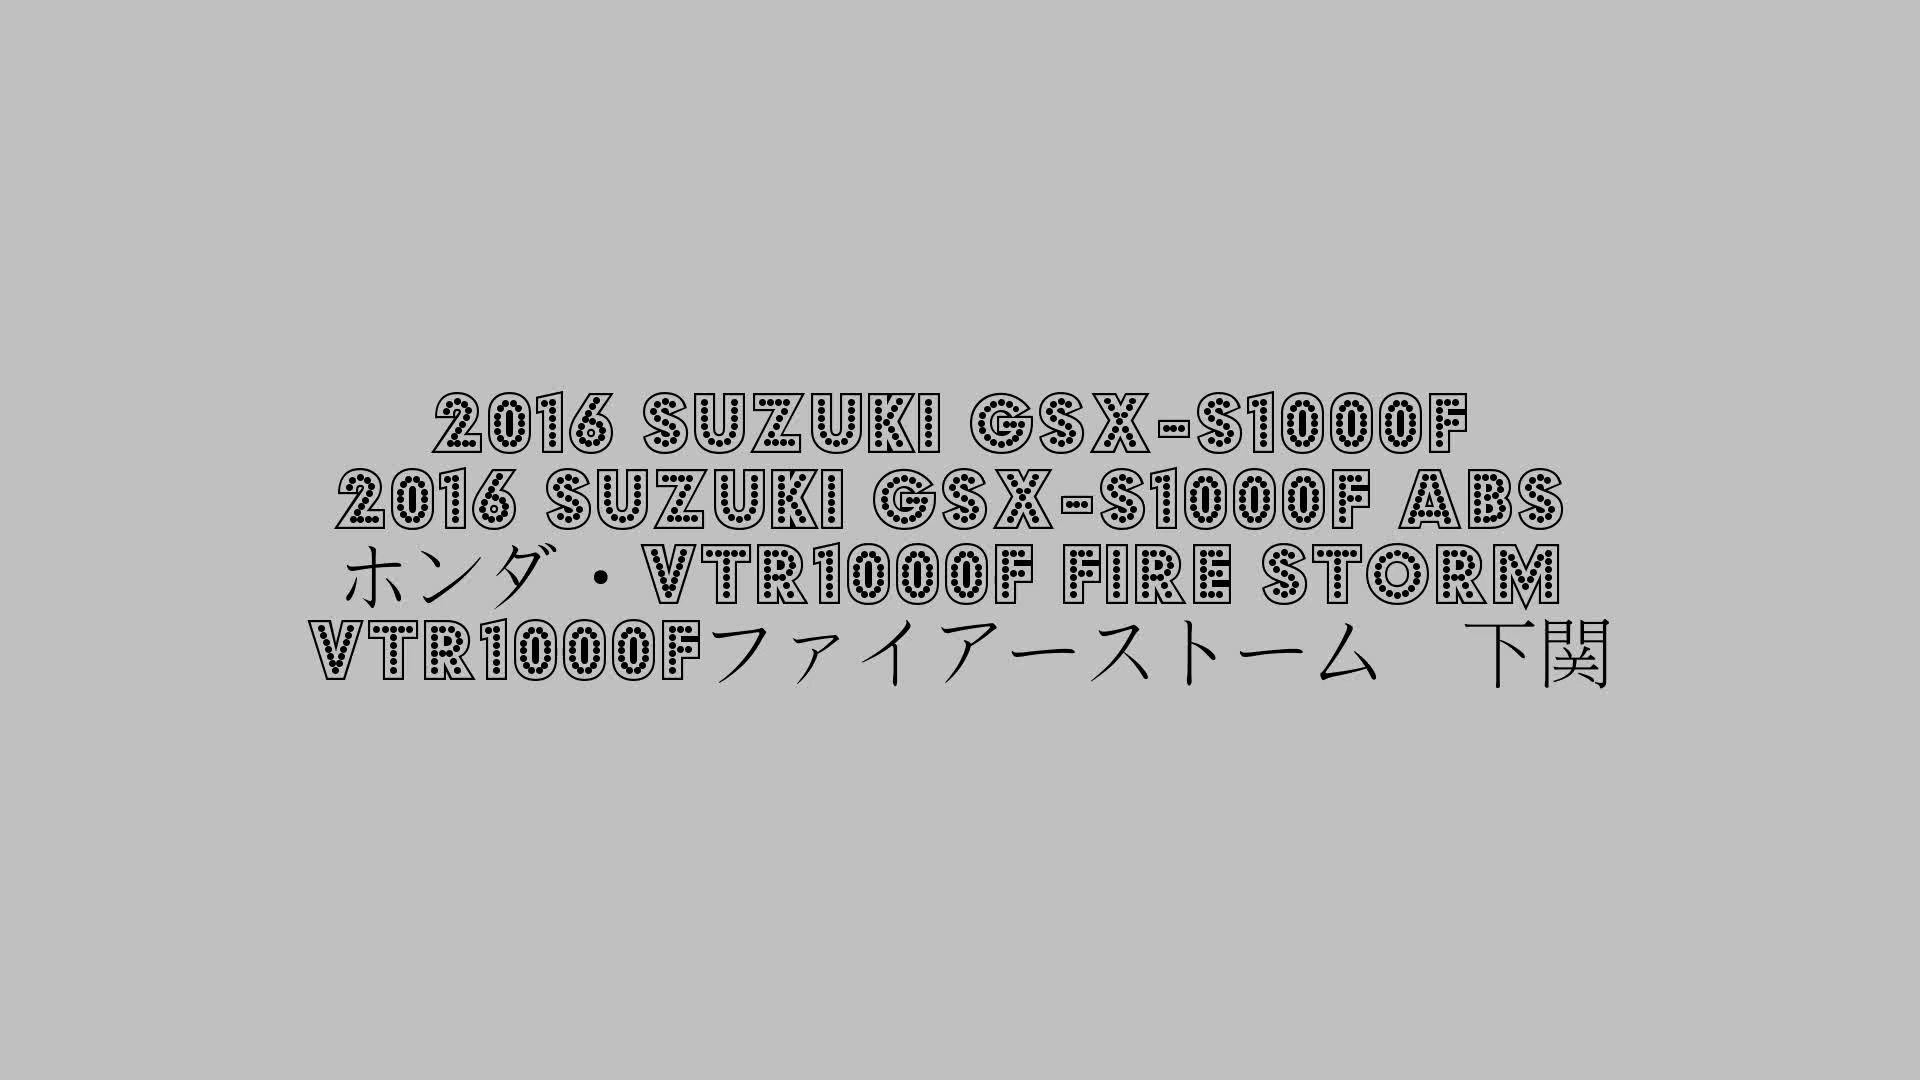 2016 SUZUKI GSX-S1000F
2016 SUZUKI GSX-S1000F ABS
ホンダ・VTR1000F FIRE STORM
VTR1000Fファイアーストーム　下関